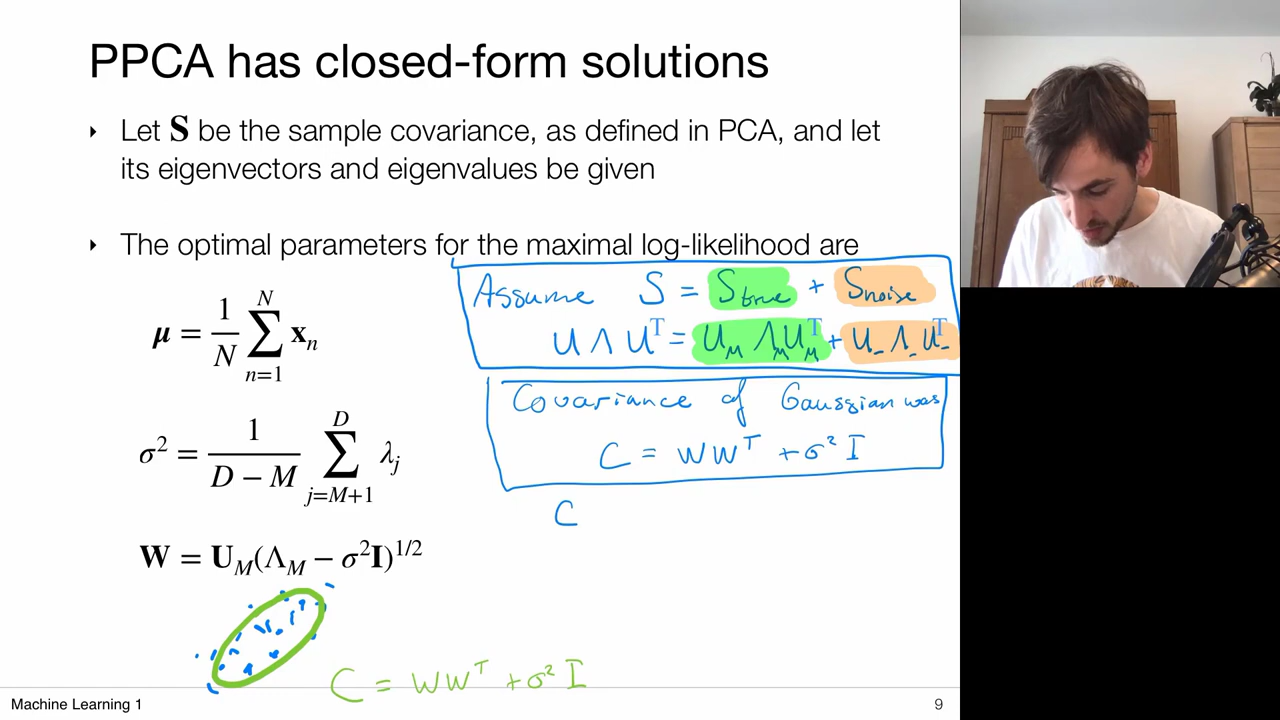 PPCA has closed-form solutions
‣ Let S be the sample covariance, as defined in PCA, and let
its eigenvectors and eigenvalues be given
‣ The optimal parameters for the maximal log-likelihood are
μ = 1/N ∑_{n=1}^{N} x_n
σ² = 1/(D − M) ∑_{j=M+1}^{D} λ_j
W = U_M(Λ_M − σ²I)^{1/2}
Assume S = S_true + S_noise
U Λ U^T = U_M Λ_M U_M^T + U_- Λ_- U_-^T
Covariance of Gaussian was
C = WW^T + σ² I
C
C = WW^T + σ² I
Machine Learning 1
9